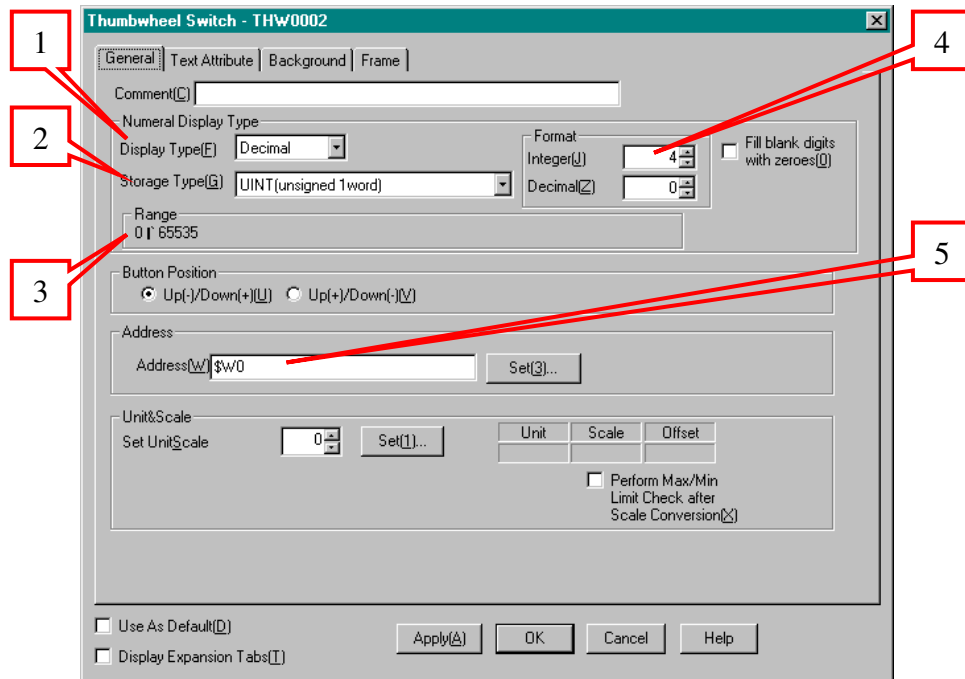 Thumbwheel Switch - THW0002
1
4
General Text Attribute Background Frame
Comment(C)
2
Numeral Display Type
Display Type(F) Decimal
Storage Type(G) UINT(unsigned 1word)
Format
Integer(J) 4
Decimal(Z) 0
Fill blank digits
with zeroes(0)
Range
0 65535
3
5
Button Position
Up(-)/Down(+)(U) Up(+)/Down(-)(V)
Address
Address(W) $W0 Set(3)...
Unit&Scale
Set UnitScale 0 Set(1)...
Unit Scale Offset
Perform Max/Min
Limit Check after
Scale Conversion(X)
Use As Default(D)
Display Expansion Tabs(T)
Apply(A) OK Cancel Help